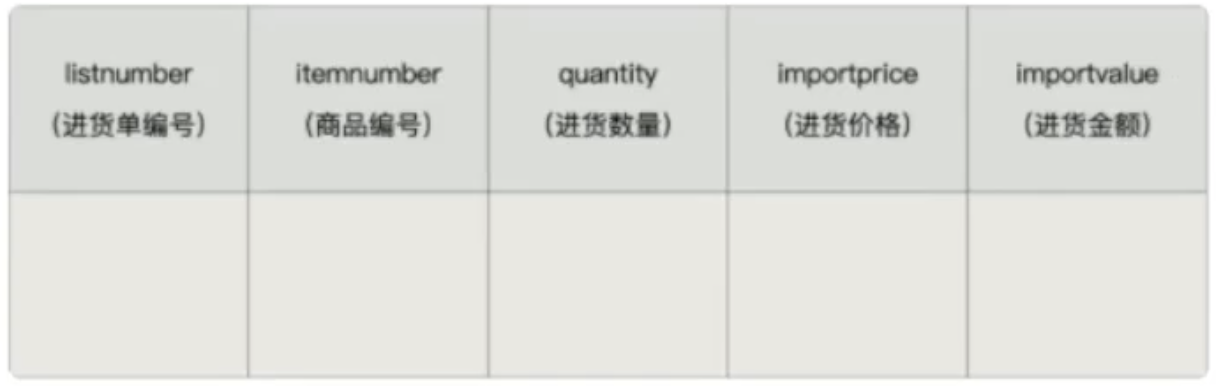 listnumber
(进货单编号)
itemnumber
(商品编号)
quantity
(进货数量)
importprice
(进货价格)
importvalue
(进货金额)